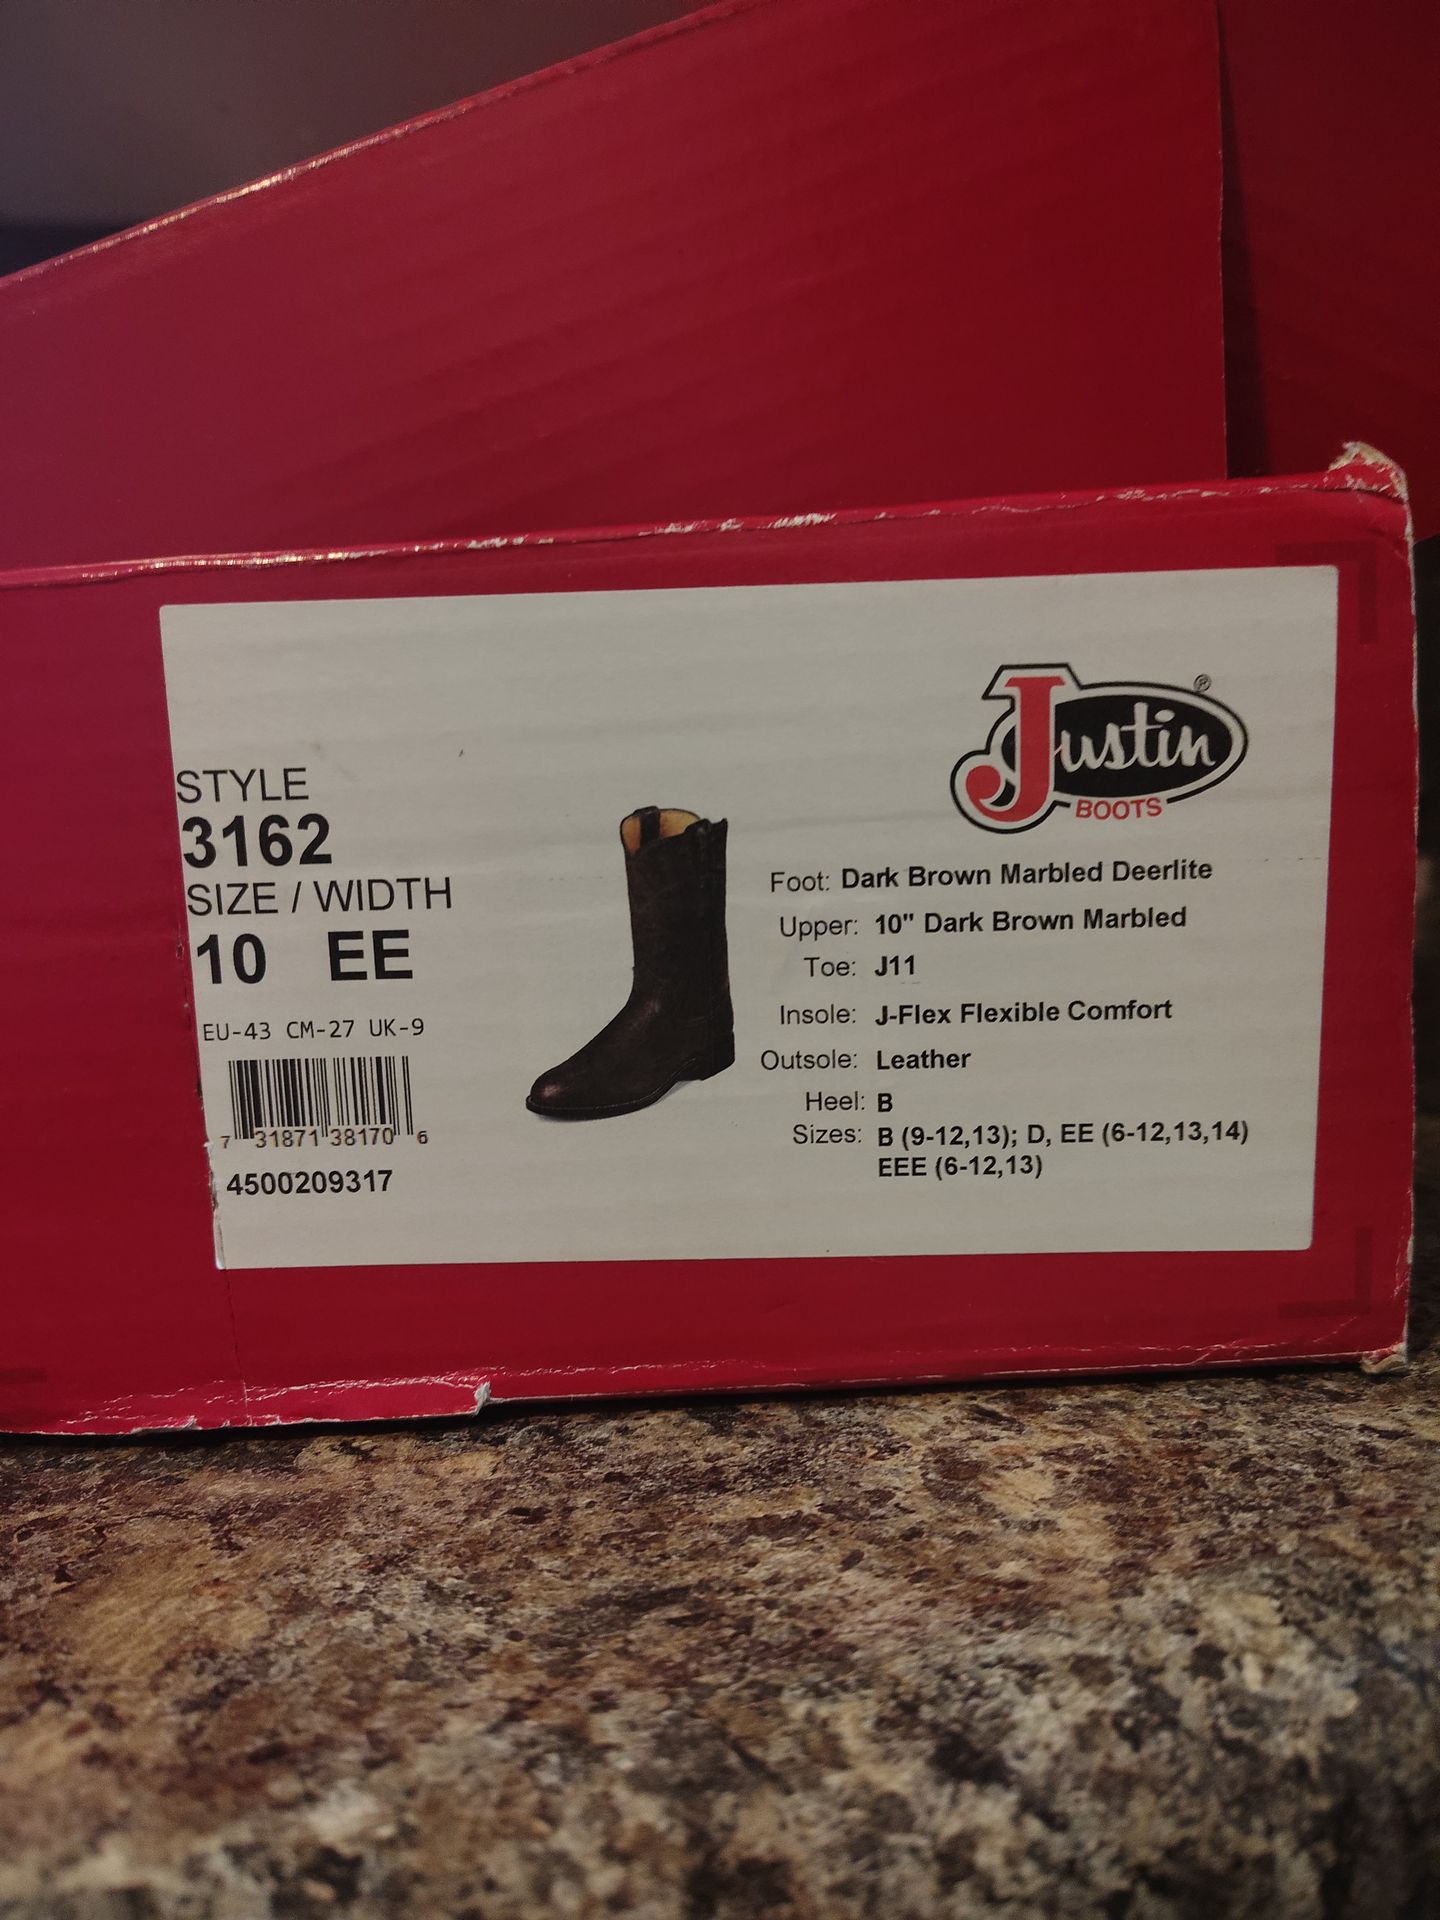 STYLE
3162
SIZE / WIDTH
10 EE
EU-43 CM-27 UK-9
7 31871 38170 6
4500209317
Justin ®
BOOTS
Foot: Dark Brown Marbled Deerlite
Upper: 10" Dark Brown Marbled
Toe: J11
Insole: J-Flex Flexible Comfort
Outsole: Leather
Heel: B
Sizes: B (9-12,13); D, EE (6-12,13,14)
EEE (6-12,13)